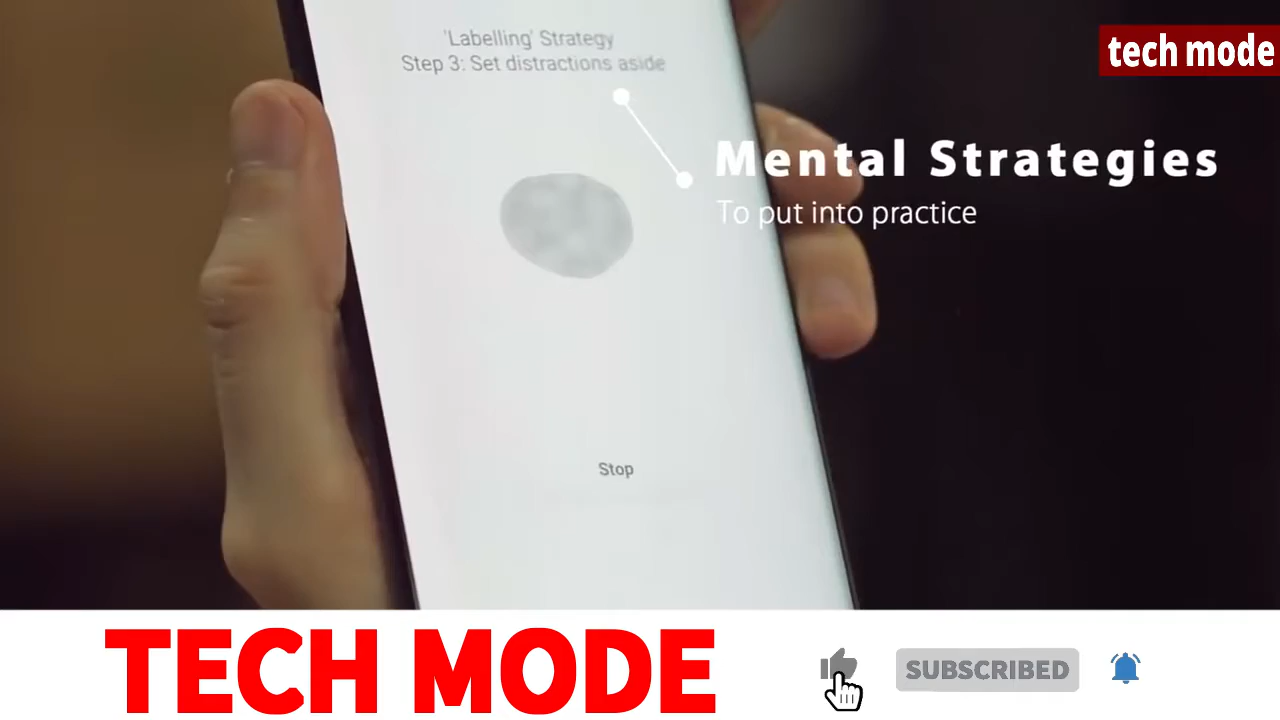 'Labelling' Strategy
Step 3: Set distractions aside
tech mode
Mental Strategies
To put into practice
Stop
TECH MODE
SUBSCRIBED